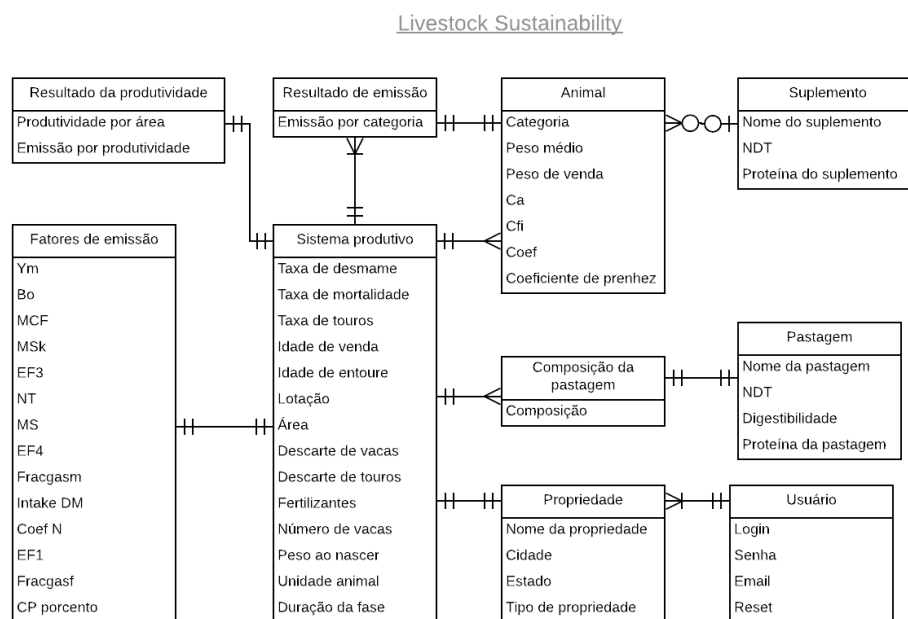 Livestock Sustainability
Resultado da produtividade
Produtividade por área
Emissão por produtividade
Resultado de emissão
Emissão por categoria
Animal
Categoria
Peso médio
Peso de venda
Ca
Cfi
Coef
Coeficiente de prenhez
Suplemento
Nome do suplemento
NDT
Proteína do suplemento
Fatores de emissão
Ym
Bo
MCF
MSk
EF3
NT
MS
EF4
Fracgasm
Intake DM
Coef N
EF1
Fracgasf
CP porcento
Sistema produtivo
Taxa de desmame
Taxa de mortalidade
Taxa de touros
Idade de venda
Idade de entoure
Lotação
Área
Descarte de vacas
Descarte de touros
Fertilizantes
Número de vacas
Peso ao nascer
Unidade animal
Duração da fase
Composição da
pastagem
Composição
Pastagem
Nome da pastagem
NDT
Digestibilidade
Proteína da pastagem
Propriedade
Nome da propriedade
Cidade
Estado
Tipo de propriedade
Usuário
Login
Senha
Email
Reset